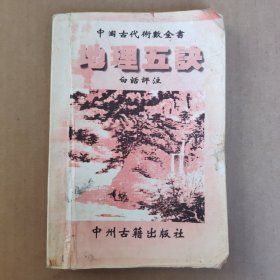 中国古代術數全書
地理五訣
白話評注
中州古籍出版社